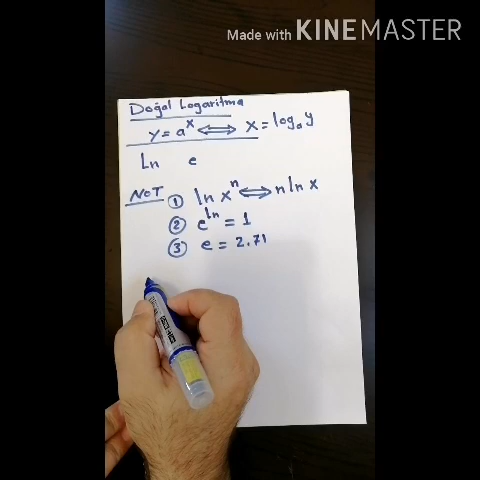 Made with KINEMASTER
Doğal Logaritma
y = a^x ⟺ x = log_a y
ln e
NOT ① ln x^n ⟺ n ln x
② e^ln = 1
③ e = 2.71